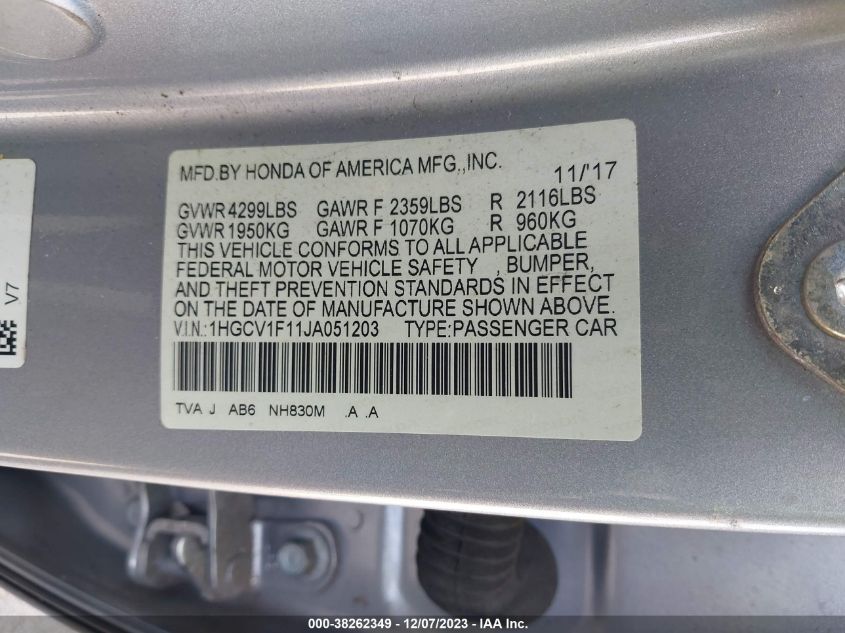 MFD.BY HONDA OF AMERICA MFG.,INC. 11/'17
GVWR 4299LBS GAWR F 2359LBS R 2116LBS
GVWR 1950KG GAWR F 1070KG R 960KG
THIS VEHICLE CONFORMS TO ALL APPLICABLE
FEDERAL MOTOR VEHICLE SAFETY , BUMPER,
AND THEFT PREVENTION STANDARDS IN EFFECT
ON THE DATE OF MANUFACTURE SHOWN ABOVE.
V.I.N.:1HGCV1F11JA051203 TYPE:PASSENGER CAR
TVA J AB6 NH830M .A .A
V7
000-38262349 - 12/07/2023 - IAA Inc.